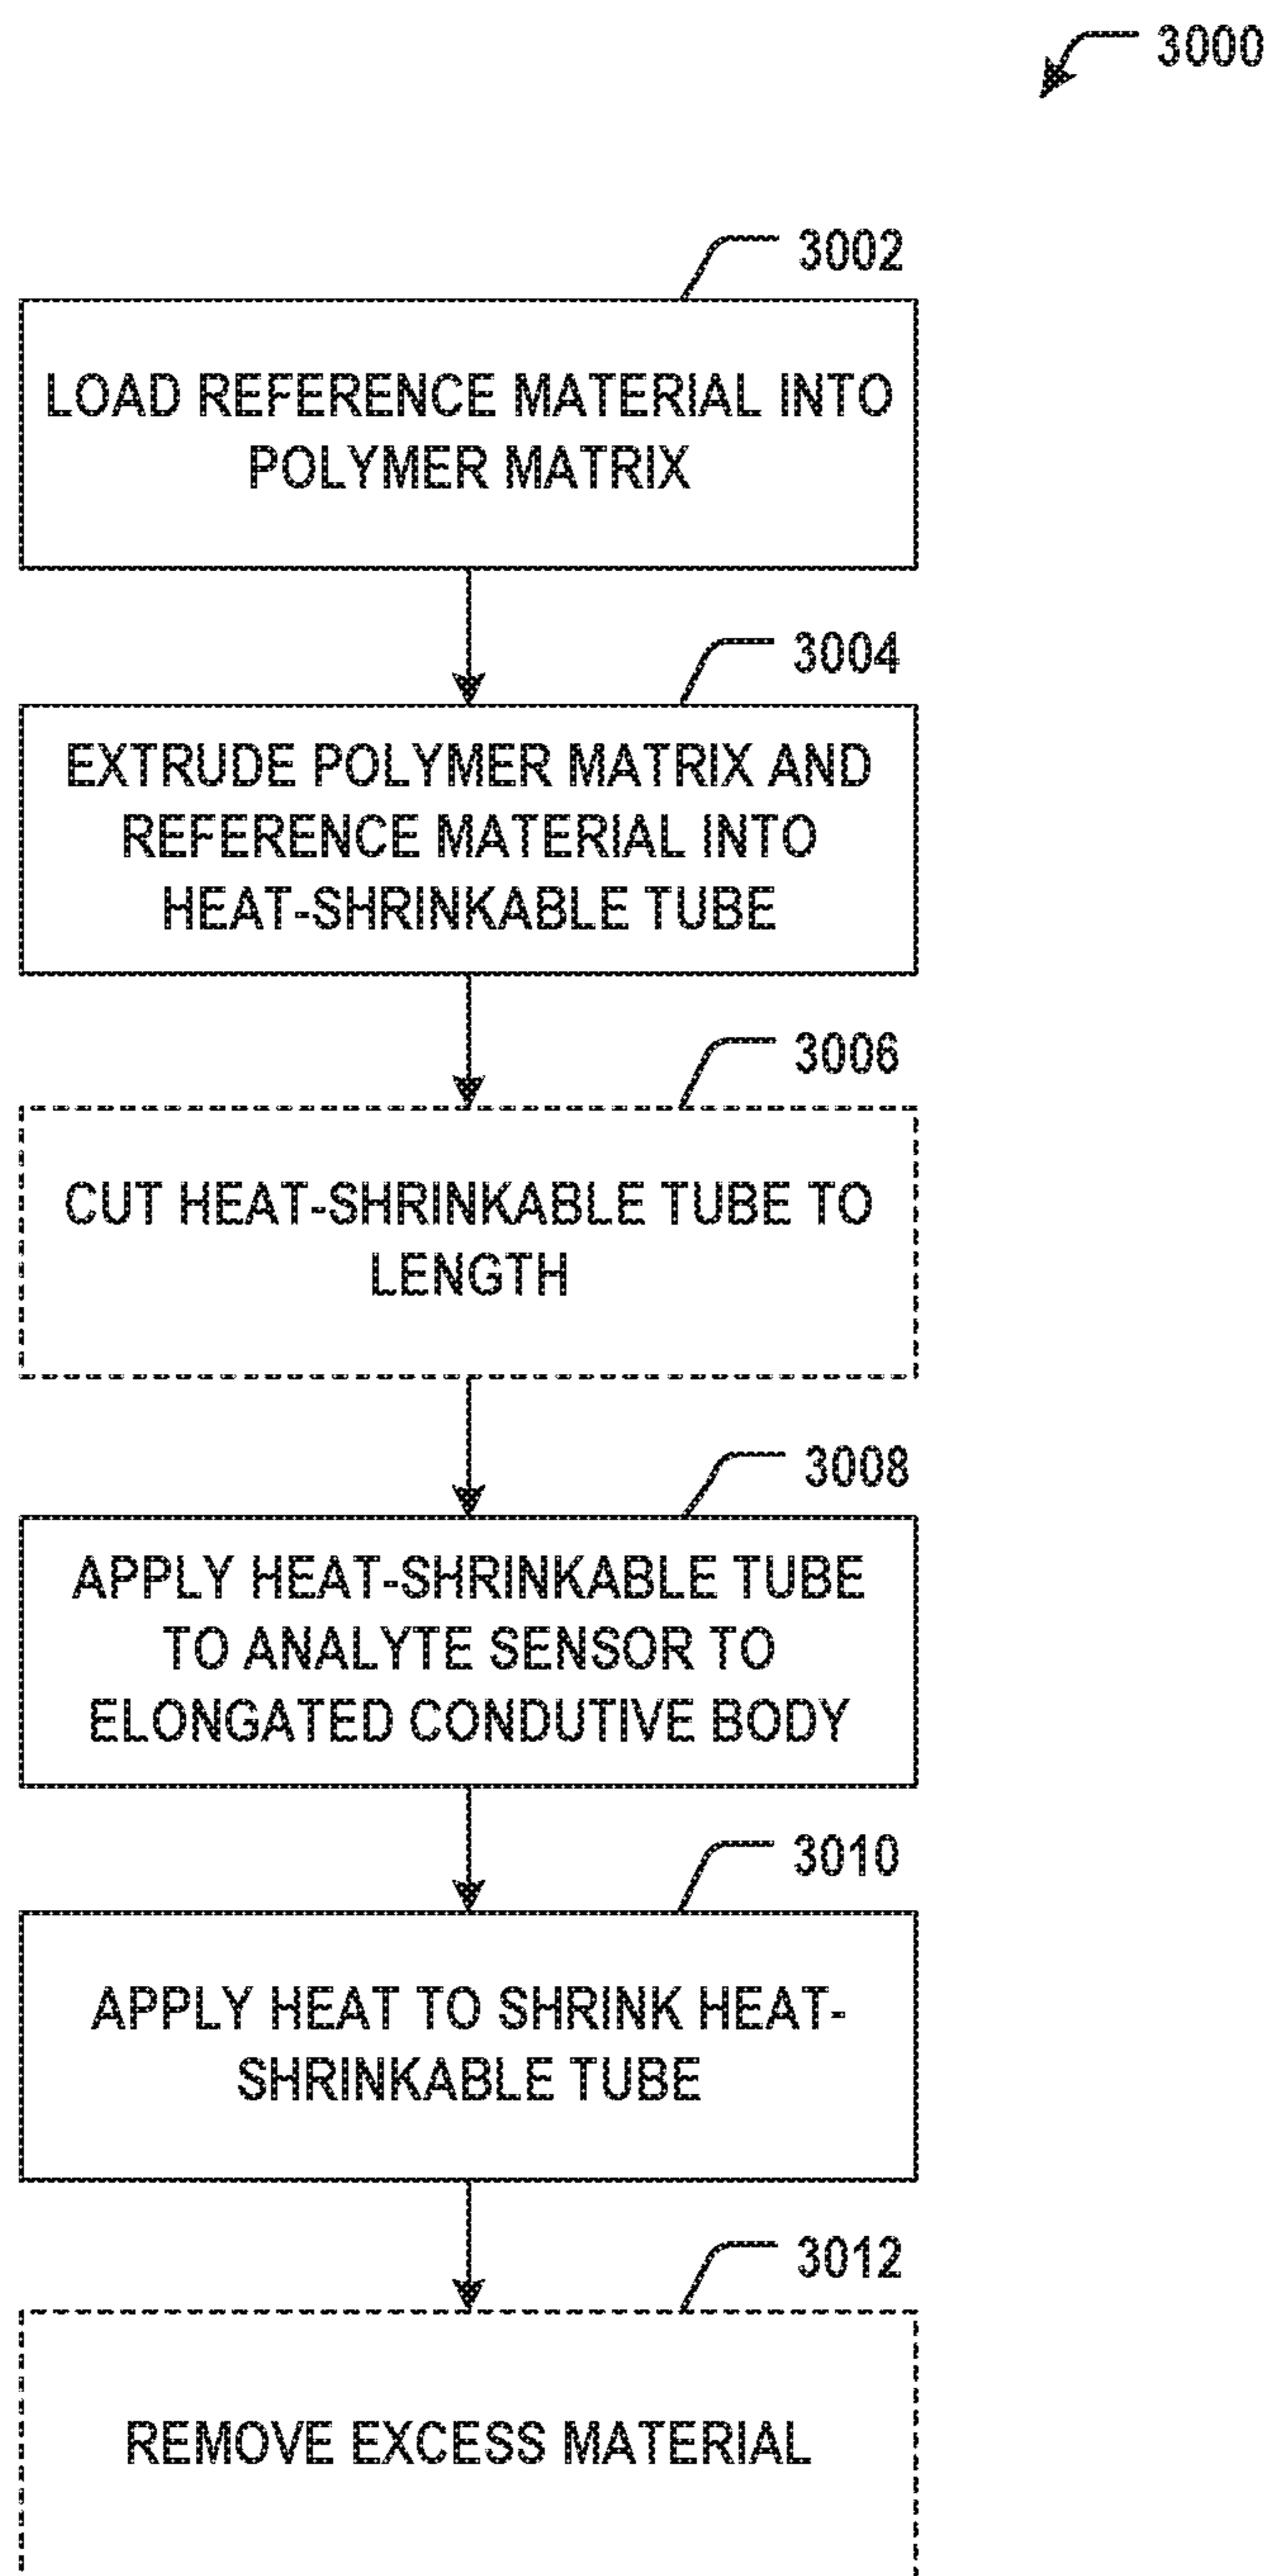 3000
3002
LOAD REFERENCE MATERIAL INTO
POLYMER MATRIX
3004
EXTRUDE POLYMER MATRIX AND
REFERENCE MATERIAL INTO
HEAT-SHRINKABLE TUBE
3006
CUT HEAT-SHRINKABLE TUBE TO
LENGTH
3008
APPLY HEAT-SHRINKABLE TUBE
TO ANALYTE SENSOR TO
ELONGATED CONDUTIVE BODY
3010
APPLY HEAT TO SHRINK HEAT-
SHRINKABLE TUBE
3012
REMOVE EXCESS MATERIAL